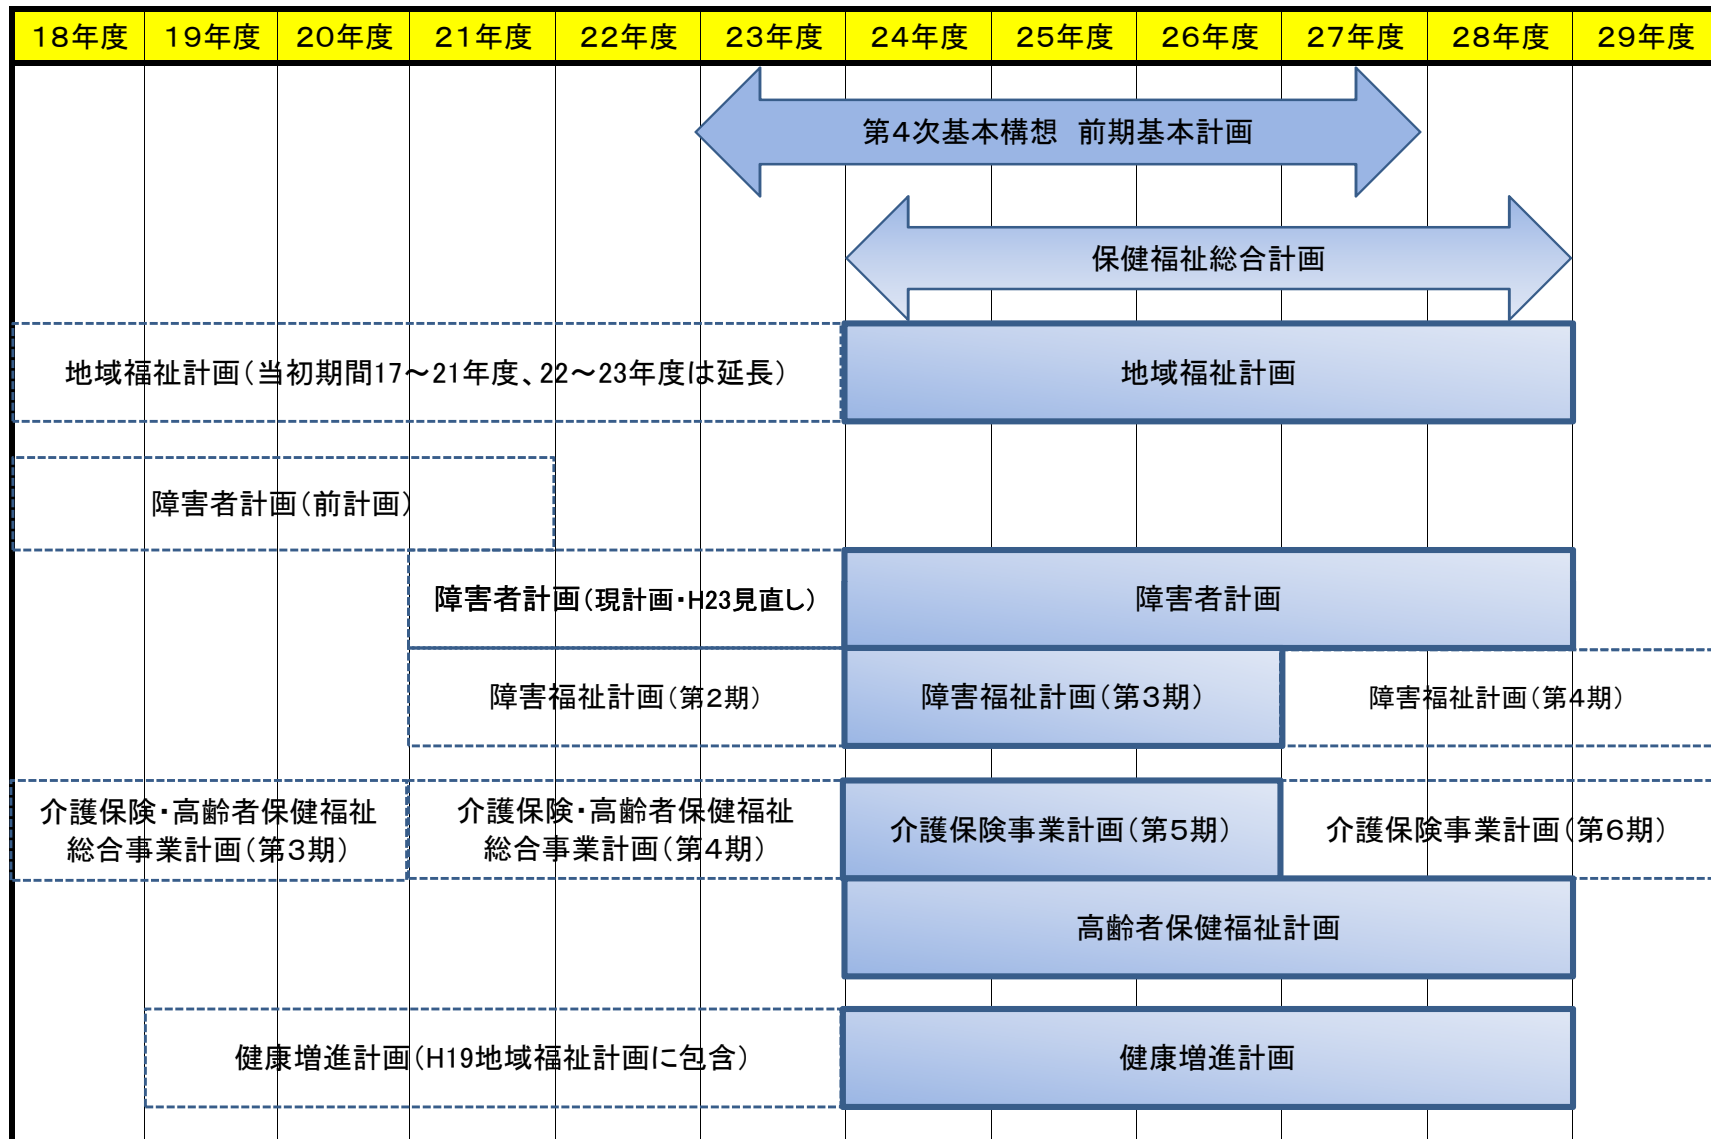 18年度
19年度
20年度
21年度
22年度
23年度
24年度
25年度
26年度
27年度
28年度
29年度
第4次基本構想　前期基本計画
保健福祉総合計画
地域福祉計画（当初期間17～21年度、22～23年度は延長）
地域福祉計画
障害者計画（前計画）
障害者計画（現計画・H23見直し）
障害者計画
障害福祉計画（第2期）
障害福祉計画（第3期）
障害福祉計画（第4期）
介護保険・高齢者保健福祉
総合事業計画（第3期）
介護保険・高齢者保健福祉
総合事業計画（第4期）
介護保険事業計画（第5期）
介護保険事業計画（第6期）
高齢者保健福祉計画
健康増進計画（H19地域福祉計画に包含）
健康増進計画